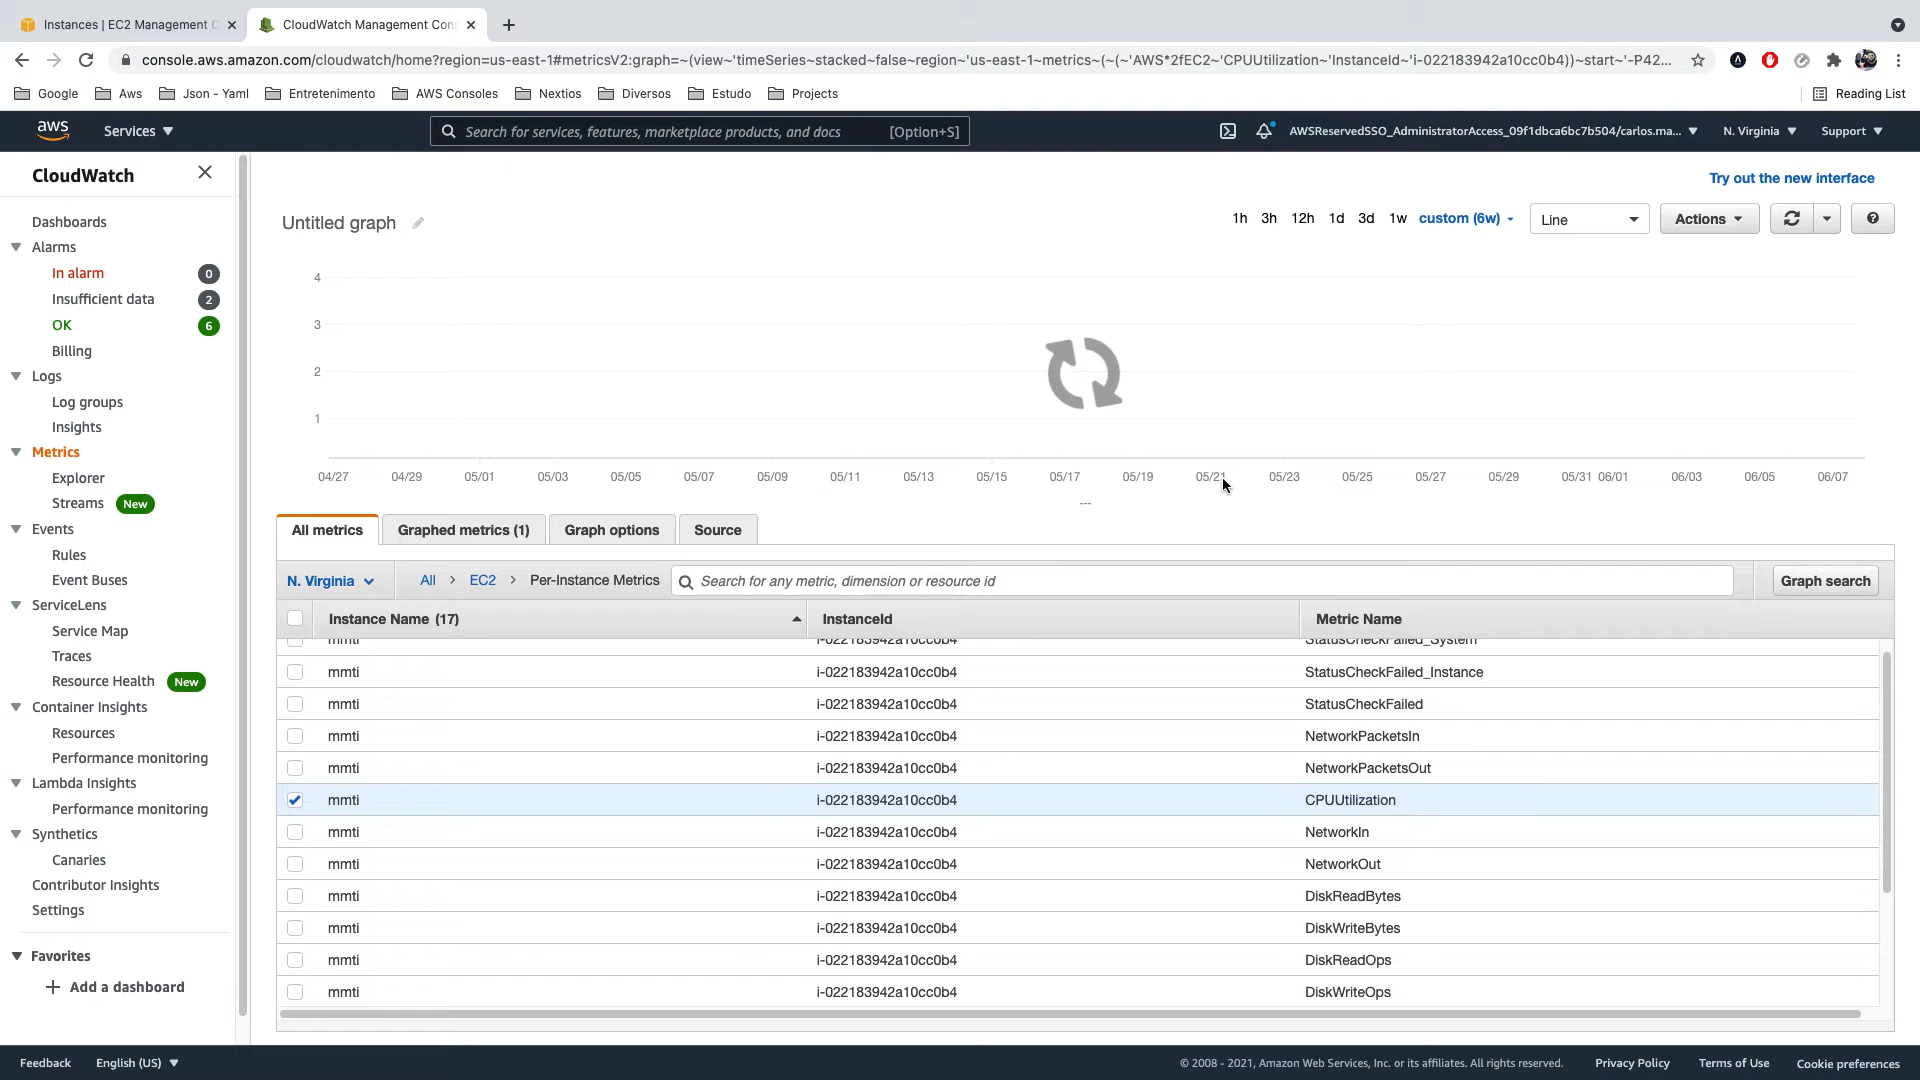 Instances | EC2 Management C
CloudWatch Management Con
console.aws.amazon.com/cloudwatch/home?region=us-east-1#metricsV2:graph=~(view~'timeSeries~stacked~false~region~'us-east-1~metrics~(~(~'AWS*2fEC2~'CPUUtilization~'InstanceId~'i-022183942a10cc0b4))~start~'-P42...
Google Aws Json - Yaml Entretenimento AWS Consoles Nextios Diversos Estudo Projects Reading List
aws Services Search for services, features, marketplace products, and docs [Option+S] AWSReservedSSO_AdministratorAccess_09f1dbca6bc7b504/carlos.ma... N. Virginia Support
CloudWatch
Dashboards
Alarms
In alarm 0
Insufficient data 2
OK 6
Billing
Logs
Log groups
Insights
Metrics
Explorer
Streams New
Events
Rules
Event Buses
ServiceLens
Service Map
Traces
Resource Health New
Container Insights
Resources
Performance monitoring
Lambda Insights
Performance monitoring
Synthetics
Canaries
Contributor Insights
Settings
Favorites
Add a dashboard
Try out the new interface
Untitled graph
1h 3h 12h 1d 3d 1w custom (6w) Line Actions
4
3
2
1
04/27 04/29 05/01 05/03 05/05 05/07 05/09 05/11 05/13 05/15 05/17 05/19 05/21 05/23 05/25 05/27 05/29 05/31 06/01 06/03 06/05 06/07
All metrics Graphed metrics (1) Graph options Source
N. Virginia All > EC2 > Per-Instance Metrics Search for any metric, dimension or resource id Graph search
Instance Name (17) InstanceId Metric Name
mmti i-022183942a10cc0b4 StatusCheckFailed_System
mmti i-022183942a10cc0b4 StatusCheckFailed_Instance
mmti i-022183942a10cc0b4 StatusCheckFailed
mmti i-022183942a10cc0b4 NetworkPacketsIn
mmti i-022183942a10cc0b4 NetworkPacketsOut
mmti i-022183942a10cc0b4 CPUUtilization
mmti i-022183942a10cc0b4 NetworkIn
mmti i-022183942a10cc0b4 NetworkOut
mmti i-022183942a10cc0b4 DiskReadBytes
mmti i-022183942a10cc0b4 DiskWriteBytes
mmti i-022183942a10cc0b4 DiskReadOps
mmti i-022183942a10cc0b4 DiskWriteOps
Feedback English (US) © 2008 - 2021, Amazon Web Services, Inc. or its affiliates. All rights reserved. Privacy Policy Terms of Use Cookie preferences